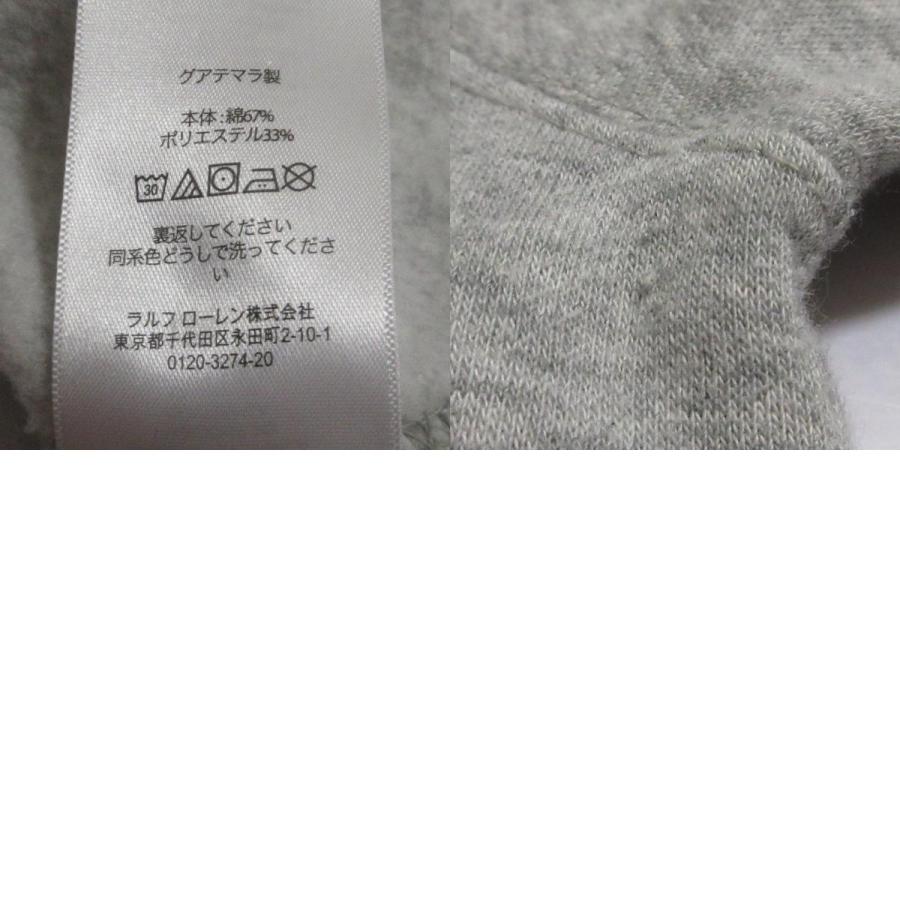 グアテマラ製
本体 : 綿67%
ポリエステル33%
30
裏返してください
同系色どうしで洗ってくださ
い
ラルフ ローレン株式会社
東京都千代田区永田町2-10-1
0120-3274-20